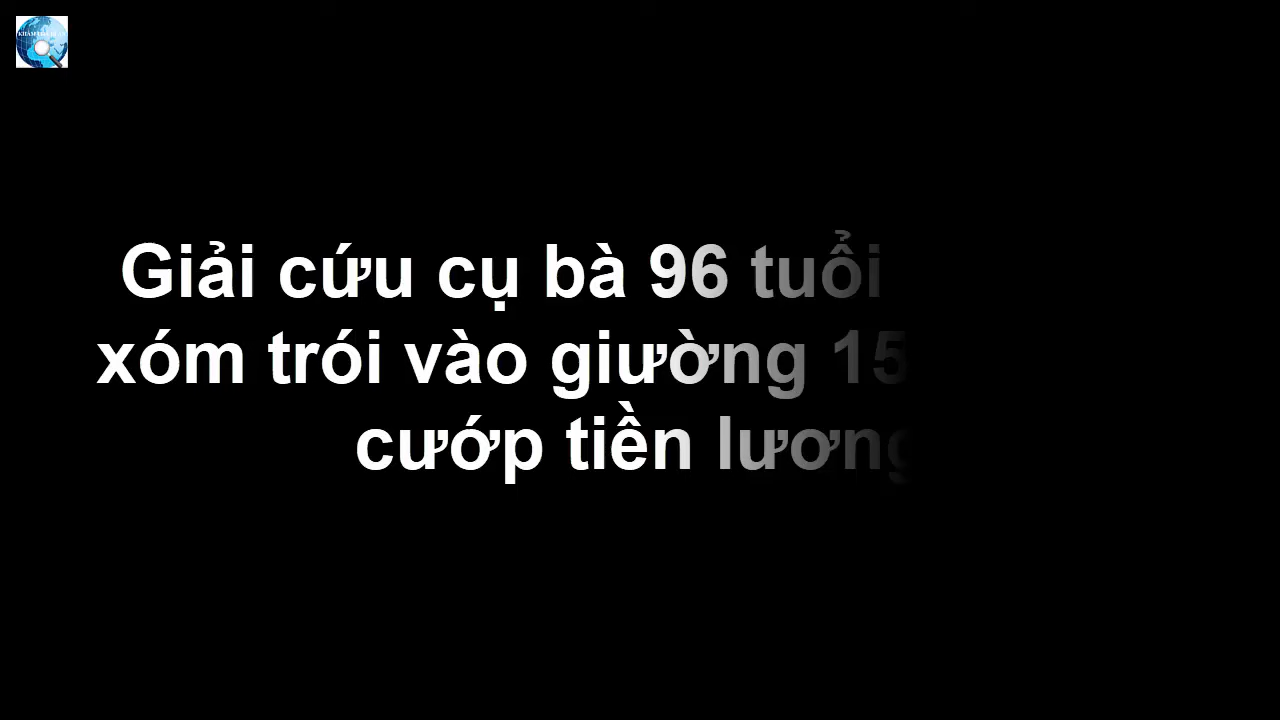 Giải cứu cụ bà 96 tuổi
xóm trói vào giường 15
cướp tiền lương